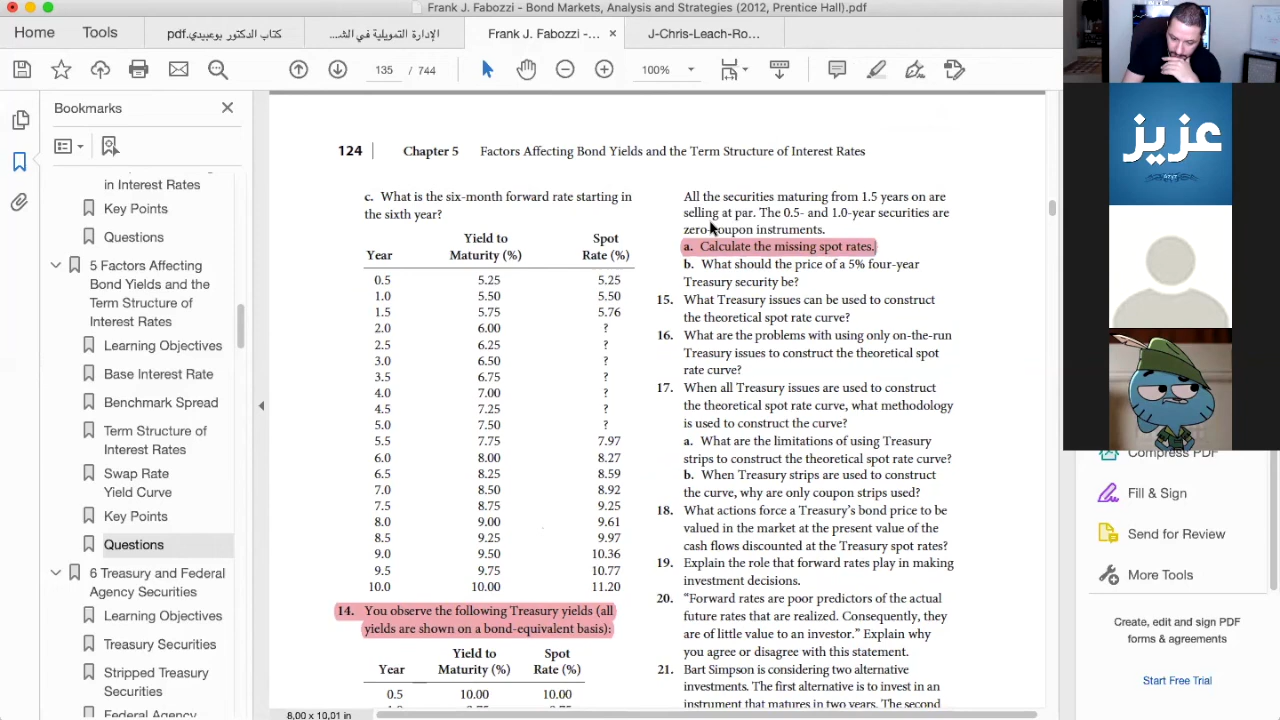 Frank J. Fabozzi - Bond Markets, Analysis and Strategies (2012, Prentice Hall).pdf
Home
Tools
كتاب الدكتور بوعبيدي.pdf
الإدارة التمويلية في الش...
Frank J. Fabozzi -...
J-Chris-Leach-Ro...
135 / 744
100%
Bookmarks
in Interest Rates
Key Points
Questions
5 Factors Affecting
Bond Yields and the
Term Structure of
Interest Rates
Learning Objectives
Base Interest Rate
Benchmark Spread
Term Structure of
Interest Rates
Swap Rate
Yield Curve
Key Points
Questions
6 Treasury and Federal
Agency Securities
Learning Objectives
Treasury Securities
Stripped Treasury
Securities
Federal Agency
124 Chapter 5 Factors Affecting Bond Yields and the Term Structure of Interest Rates
c. What is the six-month forward rate starting in
the sixth year?
Yield to Spot
Year Maturity (%) Rate (%)
0.5 5.25 5.25
1.0 5.50 5.50
1.5 5.75 5.76
2.0 6.00 ?
2.5 6.25 ?
3.0 6.50 ?
3.5 6.75 ?
4.0 7.00 ?
4.5 7.25 ?
5.0 7.50 ?
5.5 7.75 7.97
6.0 8.00 8.27
6.5 8.25 8.59
7.0 8.50 8.92
7.5 8.75 9.25
8.0 9.00 9.61
8.5 9.25 9.97
9.0 9.50 10.36
9.5 9.75 10.77
10.0 10.00 11.20
14. You observe the following Treasury yields (all
yields are shown on a bond-equivalent basis):
Yield to Spot
Year Maturity (%) Rate (%)
0.5 10.00 10.00
All the securities maturing from 1.5 years on are
selling at par. The 0.5- and 1.0-year securities are
zero-coupon instruments.
a. Calculate the missing spot rates.
b. What should the price of a 5% four-year
Treasury security be?
15. What Treasury issues can be used to construct
the theoretical spot rate curve?
16. What are the problems with using only on-the-run
Treasury issues to construct the theoretical spot
rate curve?
17. When all Treasury issues are used to construct
the theoretical spot rate curve, what methodology
is used to construct the curve?
a. What are the limitations of using Treasury
strips to construct the theoretical spot rate curve?
b. When Treasury strips are used to construct
the curve, why are only coupon strips used?
18. What actions force a Treasury's bond price to be
valued in the market at the present value of the
cash flows discounted at the Treasury spot rates?
19. Explain the role that forward rates play in making
investment decisions.
20. “Forward rates are poor predictors of the actual
future rates that are realized. Consequently, they
are of little value to an investor.” Explain why
you agree or disagree with this statement.
21. Bart Simpson is considering two alternative
investments. The first alternative is to invest in an
instrument that matures in two years. The second
8,00 x 10,01 in
عزيز
Compress PDF
Fill & Sign
Send for Review
More Tools
Create, edit and sign PDF
forms & agreements
Start Free Trial